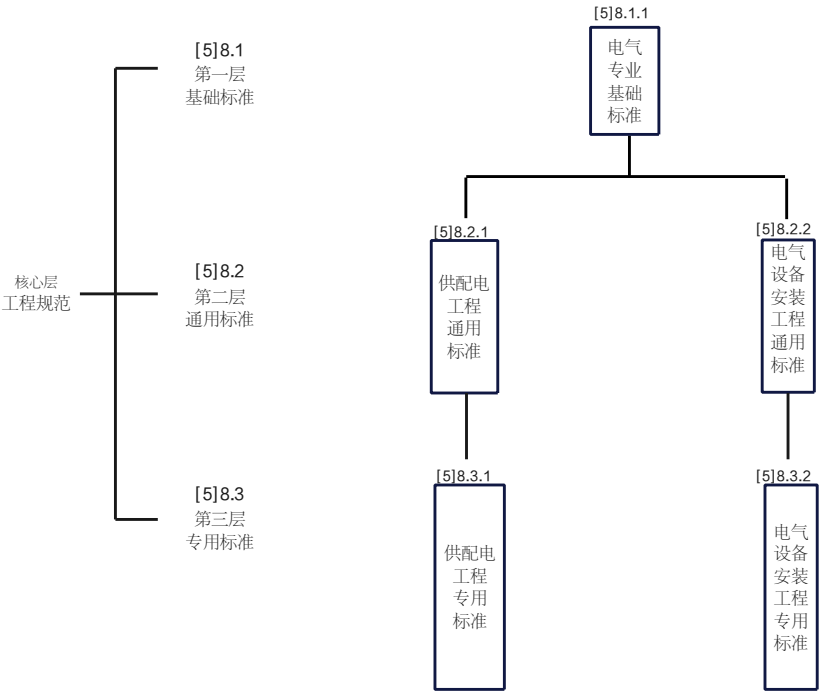 核心层
工程规范
[5]8.1
第一层
基础标准
[5]8.2
第二层
通用标准
[5]8.3
第三层
专用标准
[5]8.1.1
电气
专业
基础
标准
[5]8.2.1
供配电
工程
通用
标准
[5]8.2.2
电气
设备
安装
工程
通用
标准
[5]8.3.1
供配电
工程
专用
标准
[5]8.3.2
电气
设备
安装
工程
专用
标准